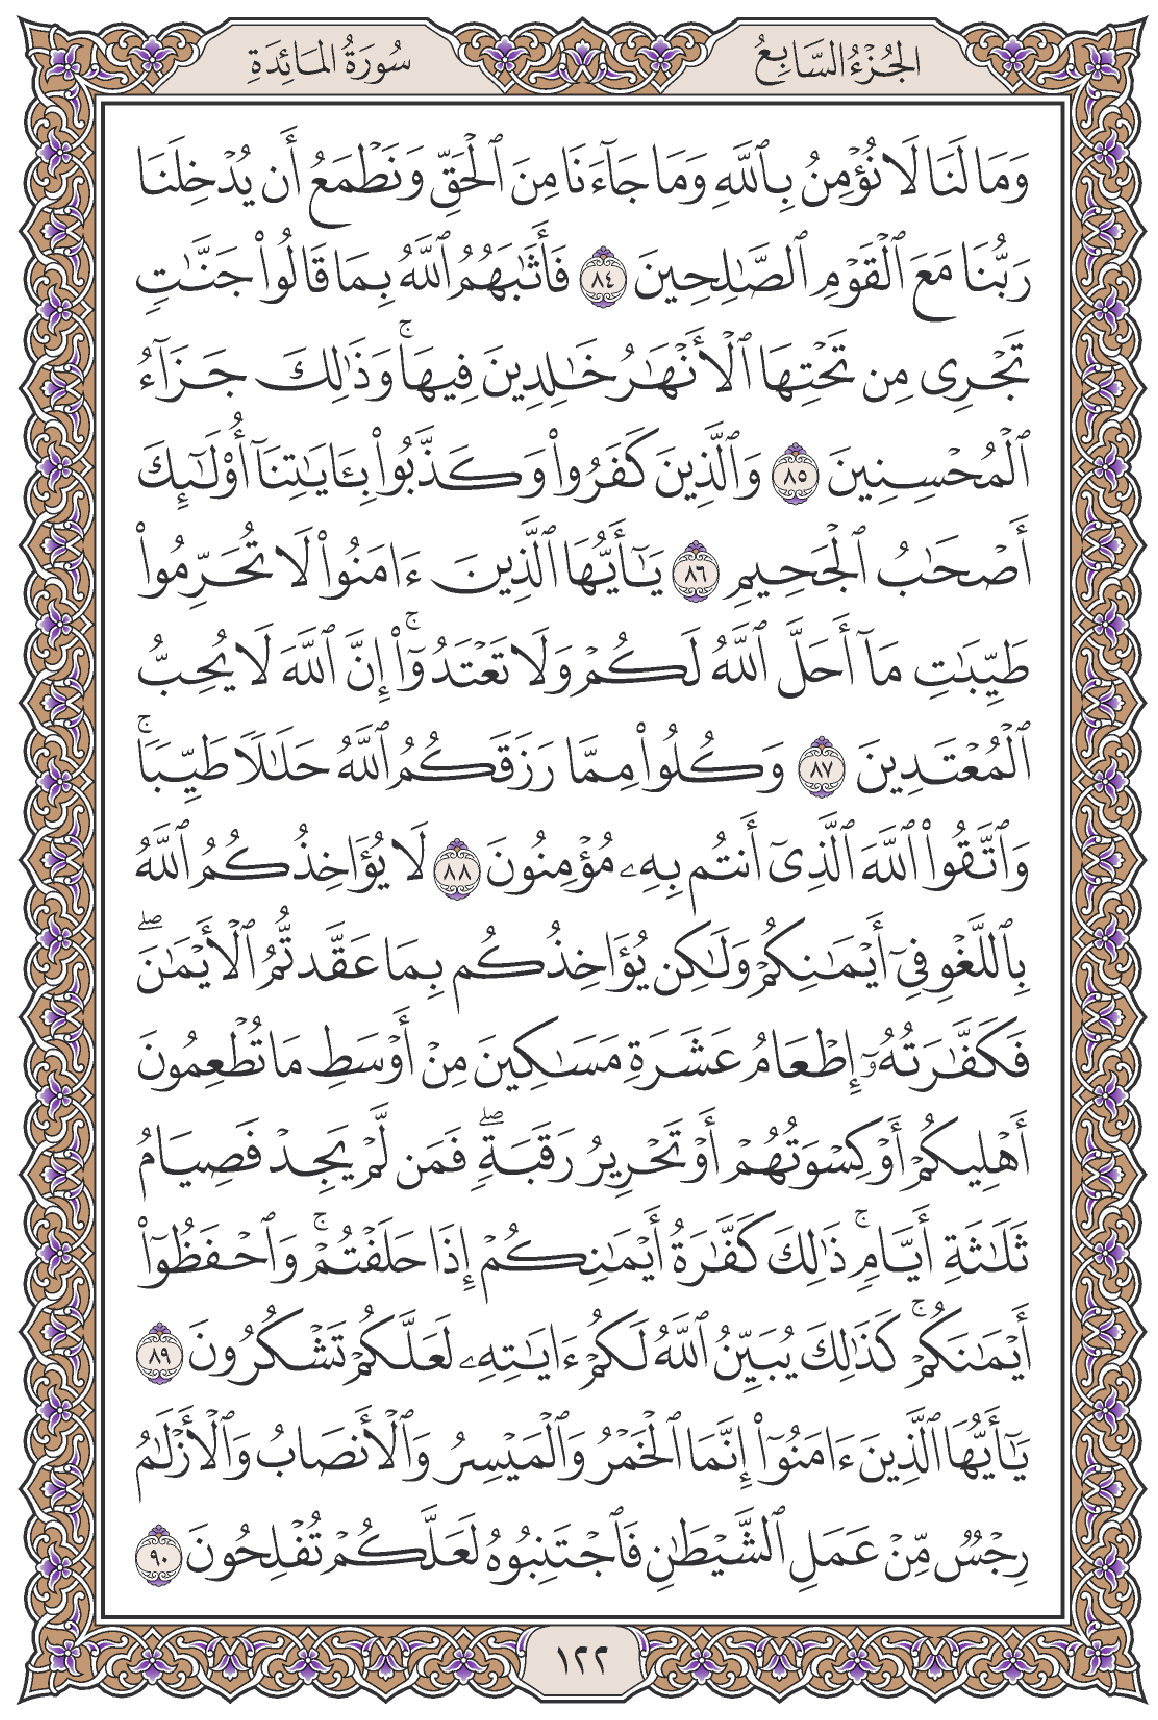 الجُزْءُ السَّابِعُ
سُورَةُ المَائِدَةِ
وَمَا لَنَا لَا نُؤْمِنُ بِٱللَّهِ وَمَا جَآءَنَا مِنَ ٱلْحَقِّ وَنَطْمَعُ أَن يُدْخِلَنَا
رَبُّنَا مَعَ ٱلْقَوْمِ ٱلصَّـٰلِحِينَ ٨٤ فَأَثَـٰبَهُمُ ٱللَّهُ بِمَا قَالُوا۟ جَنَّـٰتٍ
تَجْرِى مِن تَحْتِهَا ٱلْأَنْهَـٰرُ خَـٰلِدِينَ فِيهَا ۚ وَذَٰلِكَ جَزَآءُ
ٱلْمُحْسِنِينَ ٨٥ وَٱلَّذِينَ كَفَرُوا۟ وَكَذَّبُوا۟ بِـَٔايَـٰتِنَآ أُو۟لَـٰٓئِكَ
أَصْحَـٰبُ ٱلْجَحِيمِ ٨٦ يَـٰٓأَيُّهَا ٱلَّذِينَ ءَامَنُوا۟ لَا تُحَرِّمُوا۟
طَيِّبَـٰتِ مَآ أَحَلَّ ٱللَّهُ لَكُمْ وَلَا تَعْتَدُوٓا۟ ۚ إِنَّ ٱللَّهَ لَا يُحِبُّ
ٱلْمُعْتَدِينَ ٨٧ وَكُلُوا۟ مِمَّا رَزَقَكُمُ ٱللَّهُ حَلَـٰلًا طَيِّبًا ۚ
وَٱتَّقُوا۟ ٱللَّهَ ٱلَّذِىٓ أَنتُم بِهِۦ مُؤْمِنُونَ ٨٨ لَا يُؤَاخِذُكُمُ ٱللَّهُ
بِٱللَّغْوِ فِىٓ أَيْمَـٰنِكُمْ وَلَـٰكِن يُؤَاخِذُكُم بِمَا عَقَّدتُّمُ ٱلْأَيْمَـٰنَ ۖ
فَكَفَّـٰرَتُهُۥٓ إِطْعَامُ عَشَرَةِ مَسَـٰكِينَ مِنْ أَوْسَطِ مَا تُطْعِمُونَ
أَهْلِيكُمْ أَوْ كِسْوَتُهُمْ أَوْ تَحْرِيرُ رَقَبَةٍ ۖ فَمَن لَّمْ يَجِدْ فَصِيَامُ
ثَلَـٰثَةِ أَيَّامٍ ۚ ذَٰلِكَ كَفَّـٰرَةُ أَيْمَـٰنِكُمْ إِذَا حَلَفْتُمْ ۚ وَٱحْفَظُوٓا۟
أَيْمَـٰنَكُمْ ۚ كَذَٰلِكَ يُبَيِّنُ ٱللَّهُ لَكُمْ ءَايَـٰتِهِۦ لَعَلَّكُمْ تَشْكُرُونَ ٨٩
يَـٰٓأَيُّهَا ٱلَّذِينَ ءَامَنُوٓا۟ إِنَّمَا ٱلْخَمْرُ وَٱلْمَيْسِرُ وَٱلْأَنصَابُ وَٱلْأَزْلَـٰمُ
رِجْسٌ مِّنْ عَمَلِ ٱلشَّيْطَـٰنِ فَٱجْتَنِبُوهُ لَعَلَّكُمْ تُفْلِحُونَ ٩٠
١٢٢